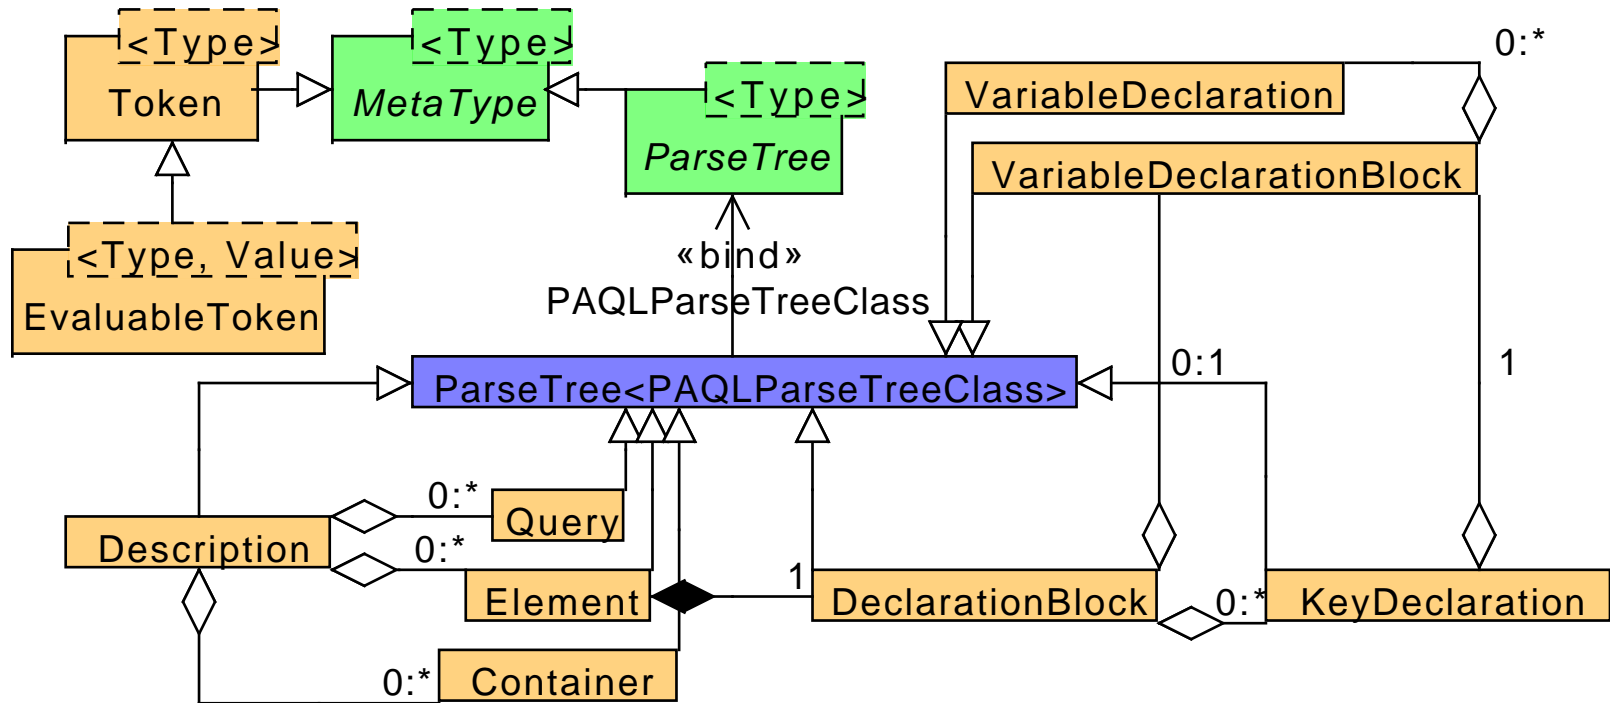 <Type>
Token
<Type>
MetaType
<Type>
ParseTree
0:*
VariableDeclaration
VariableDeclarationBlock
<Type, Value>
EvaluableToken
«bind»
PAQLParseTreeClass
0:1
1
ParseTree<PAQLParseTreeClass>
0:*
Query
Description
0:*
Element
1
DeclarationBlock
0:*
KeyDeclaration
0:*
Container